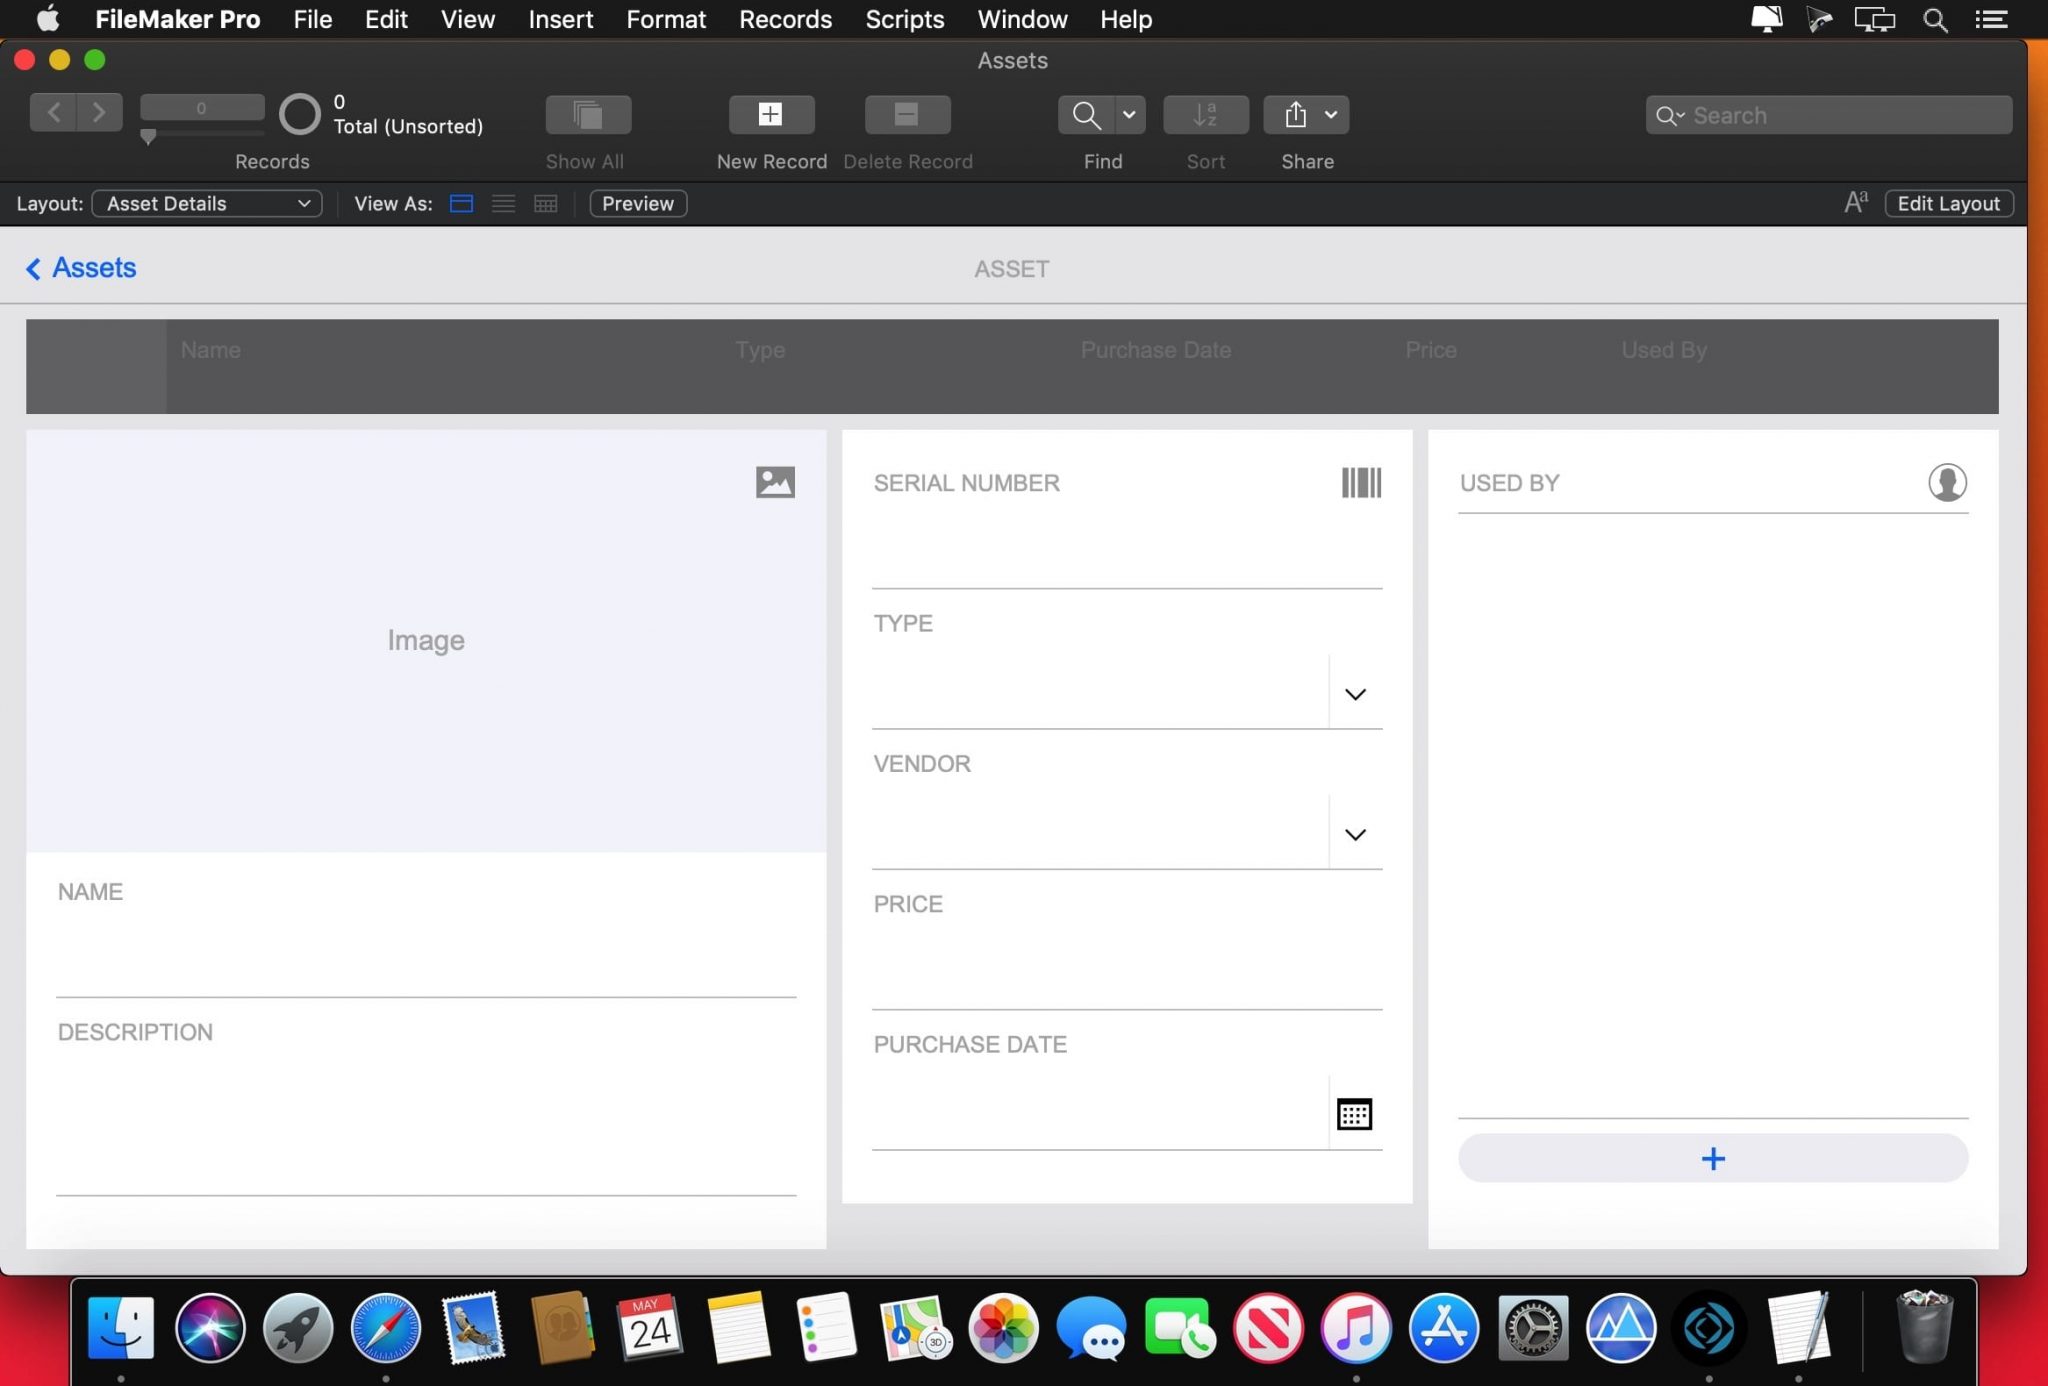 FileMaker Pro File Edit View Insert Format Records Scripts Window Help
Assets
0
0
Total (Unsorted)
Records
Show All
New Record
Delete Record
Find
Sort
Share
Search
Layout: Asset Details View As: Preview Aa Edit Layout
Assets
ASSET
Name Type Purchase Date Price Used By
Image
NAME
DESCRIPTION
SERIAL NUMBER
TYPE
VENDOR
PRICE
PURCHASE DATE
USED BY
MAY
24
3D